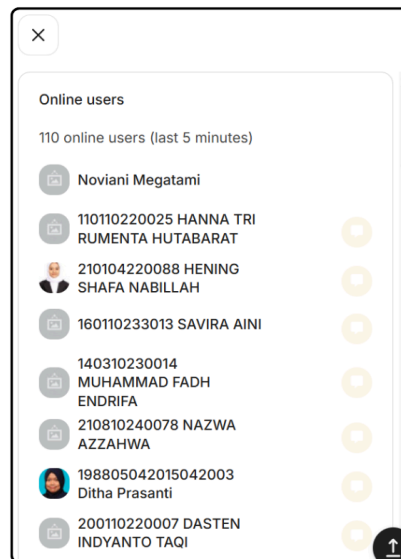 Online users
110 online users (last 5 minutes)
Noviani Megatami
110110220025 HANNA TRI
RUMENTA HUTABARAT
210104220088 HENING
SHAFA NABILLAH
160110233013 SAVIRA AINI
140310230014
MUHAMMAD FADH
ENDRIFA
210810240078 NAZWA
AZZAHWA
198805042015042003
Ditha Prasanti
200110220007 DASTEN
INDYANTO TAQI